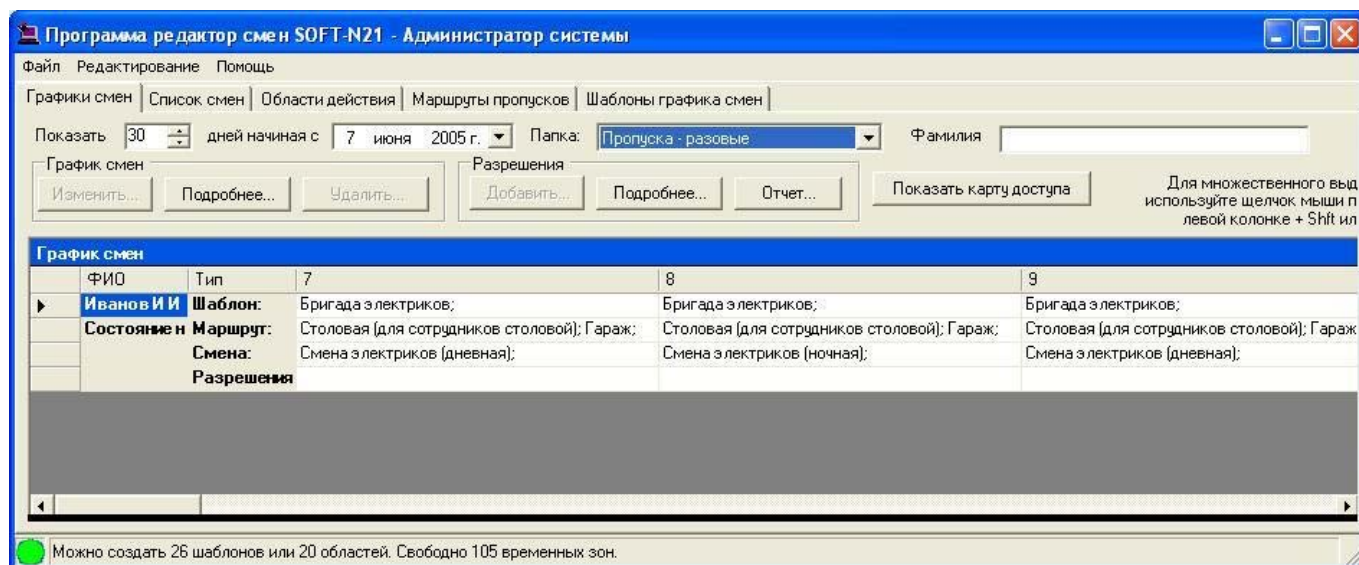 Программа редактор смен SOFT-N21 - Администратор системы
Файл Редактирование Помощь
Графики смен Список смен Области действия Маршруты пропусков Шаблоны графика смен
Показать 30 дней начиная с 7 июня 2005 г. Папка: Пропуска - разовые Фамилия
График смен Разрешения
Изменить... Подробнее... Удалить... Добавить... Подробнее... Отчет... Показать карту доступа
Для множественного выд
используйте щелчок мыши п
левой колонке + Shft ил
График смен
ФИО Тип 7 8 9
Иванов И И Шаблон: Бригада электриков; Бригада электриков; Бригада электриков;
Состояние н Маршрут: Столовая (для сотрудников столовой); Гараж; Столовая (для сотрудников столовой); Гараж; Столовая (для сотрудников столовой); Гараж
Смена: Смена электриков (дневная); Смена электриков (ночная); Смена электриков (дневная);
Разрешения
Можно создать 26 шаблонов или 20 областей. Свободно 105 временных зон.